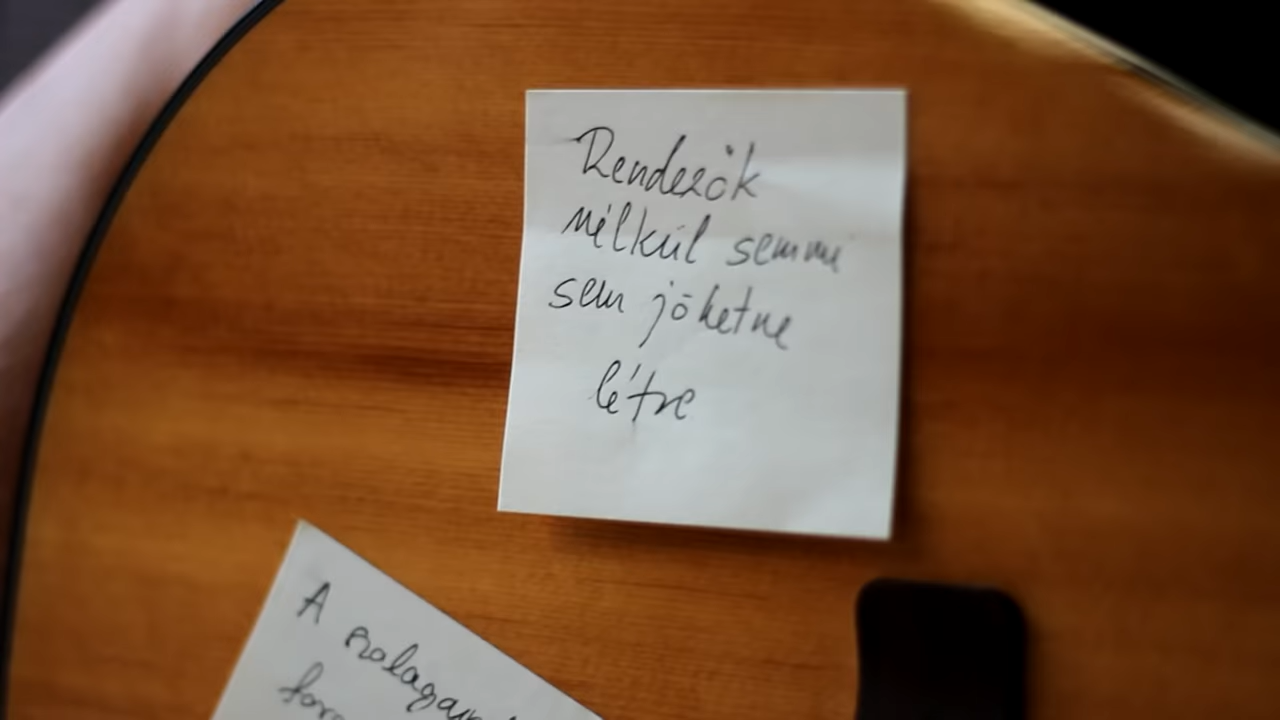 Rendezők
nélkül semmi
sem jöhetne
létre
A